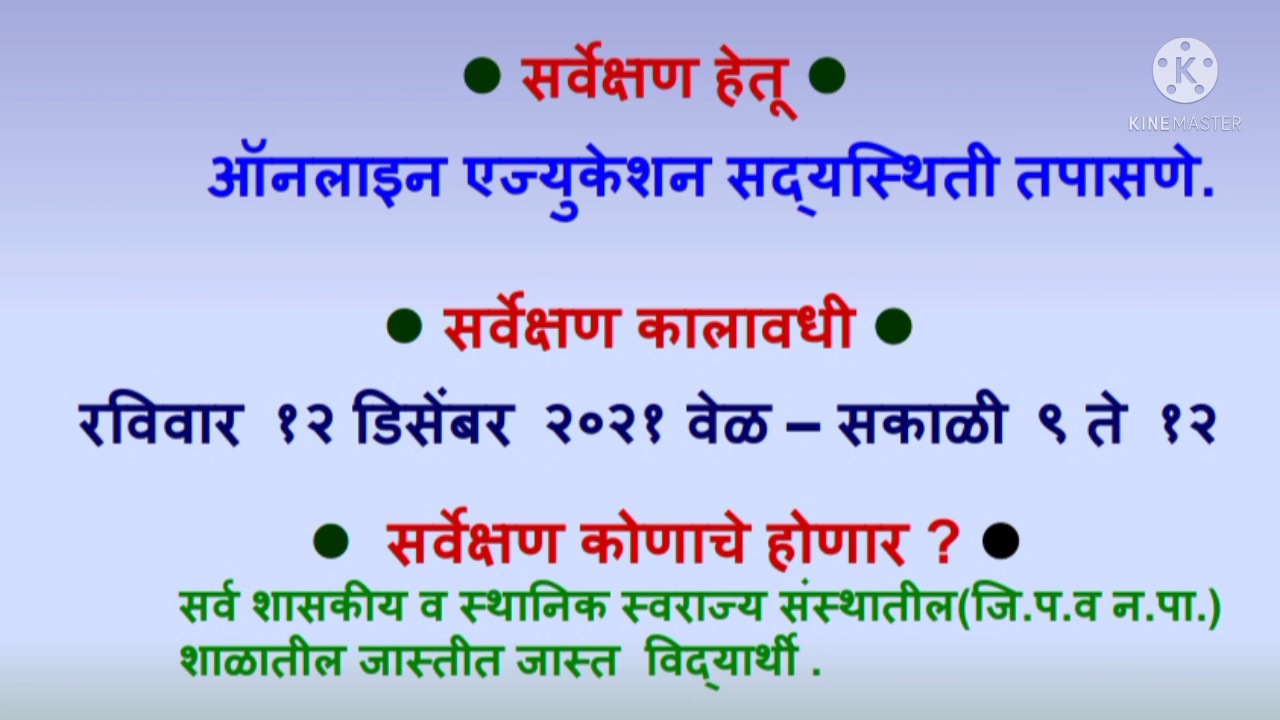 ● सर्वेक्षण हेतू ●
KINEMASTER
ऑनलाइन एज्युकेशन सद्‌यस्थिती तपासणे.
● सर्वेक्षण कालावधी ●
रविवार १२ डिसेंबर २०२१ वेळ – सकाळी ९ ते १२
● सर्वेक्षण कोणाचे होणार ? ●
सर्व शासकीय व स्थानिक स्वराज्य संस्थातील(जि.प.व न.पा.)
शाळातील जास्तीत जास्त विद्‌यार्थी .